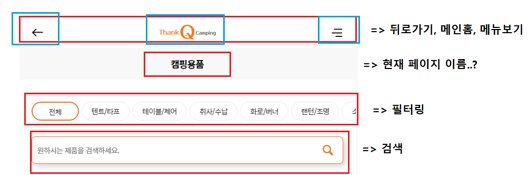 ThankQ Camping
=> 뒤로가기, 메인홈, 메뉴보기
캠핑용품
=> 현재 페이지 이름..?
전체 텐트/타프 테이블/체어 취사/수납 화로/버너 랜턴/조명
=> 필터링
원하시는 제품을 검색하세요.
=> 검색